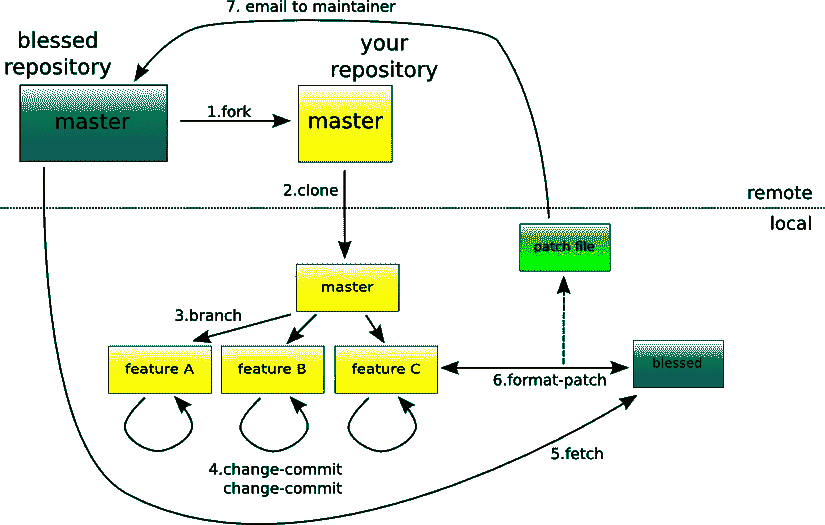 7. email to maintainer
blessed
repository
your
repository
master
1.fork
master
2.clone
remote
local
patch file
master
3.branch
feature A
feature B
feature C
6.format-patch
blessed
4.change-commit
change-commit
5.fetch